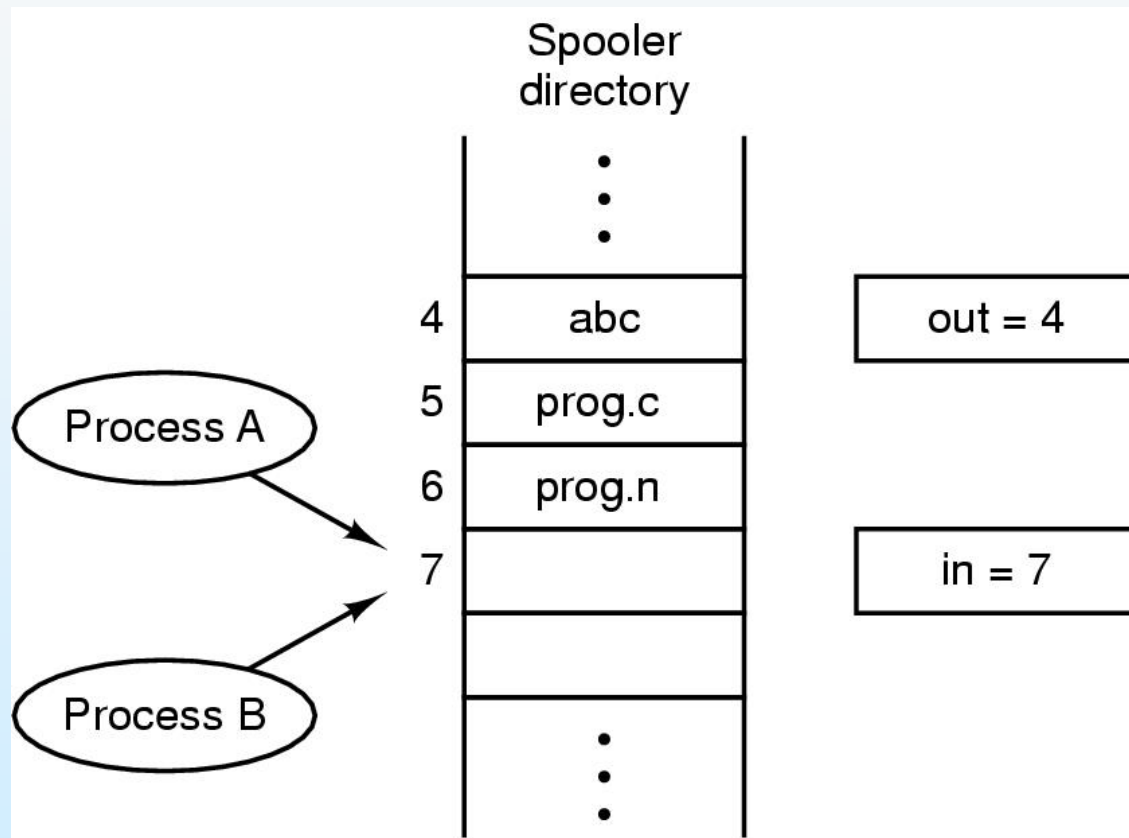 Spooler
directory
4 abc out = 4
5 prog.c
Process A
6 prog.n
7 in = 7
Process B